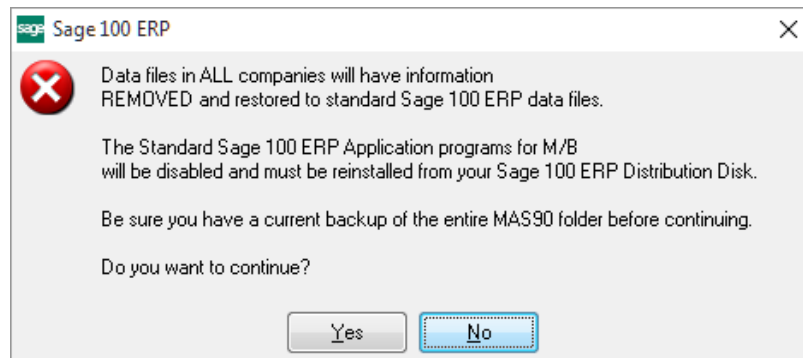 sage Sage 100 ERP
Data files in ALL companies will have information
REMOVED and restored to standard Sage 100 ERP data files.
The Standard Sage 100 ERP Application programs for M/B
will be disabled and must be reinstalled from your Sage 100 ERP Distribution Disk.
Be sure you have a current backup of the entire MAS90 folder before continuing.
Do you want to continue?
Yes No